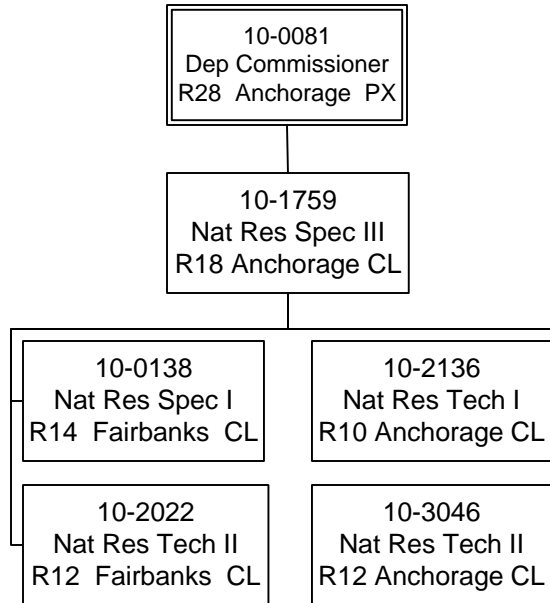 10-0081
Dep Commissioner
R28 Anchorage PX
10-1759
Nat Res Spec III
R18 Anchorage CL
10-0138
Nat Res Spec I
R14 Fairbanks CL
10-2136
Nat Res Tech I
R10 Anchorage CL
10-2022
Nat Res Tech II
R12 Fairbanks CL
10-3046
Nat Res Tech II
R12 Anchorage CL